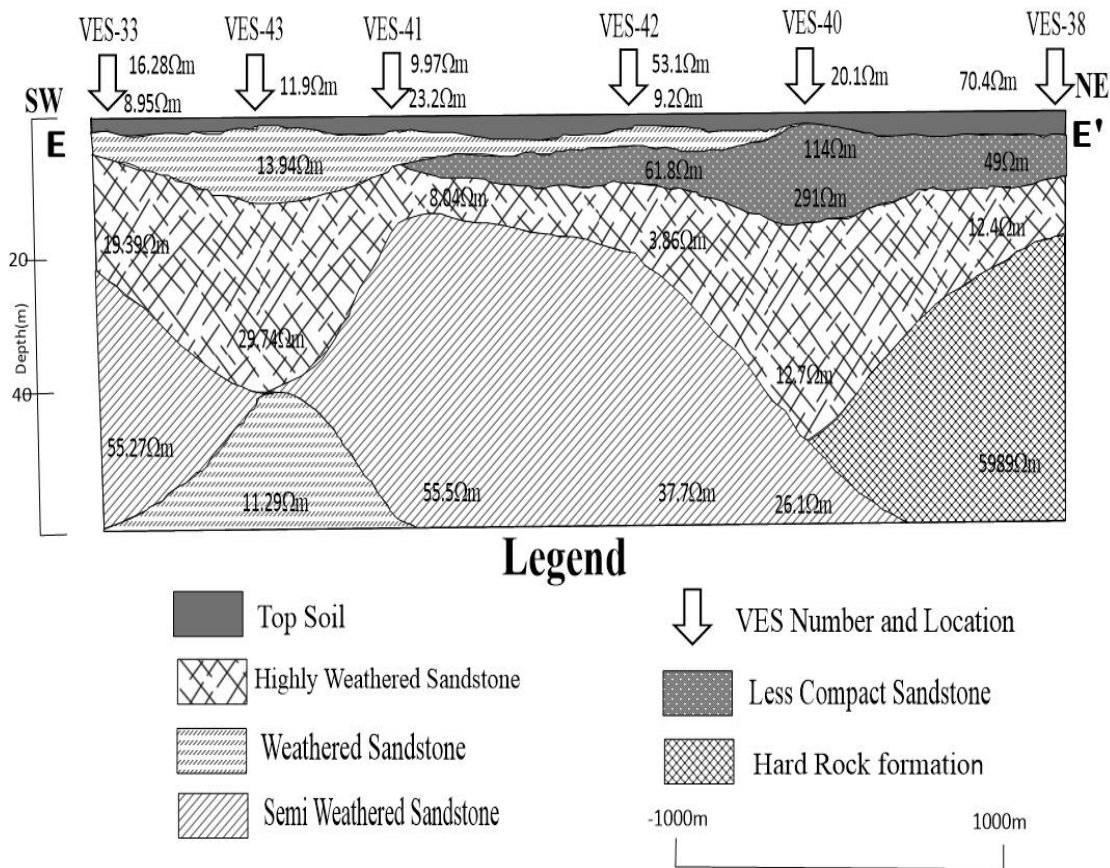 VES-33 VES-43 VES-41 VES-42 VES-40 VES-38
16.28Ωm 11.9Ωm 9.97Ωm 53.1Ωm 20.1Ωm 70.4Ωm
SW 8.95Ωm 23.2Ωm 9.2Ωm NE
E E'
13.94Ωm 61.8Ωm 114Ωm 49Ωm
8.04Ωm 291Ωm
19.39Ωm 3.86Ωm 12.4Ωm
20
Depth(m)
29.74Ωm 12.7Ωm
40
55.27Ωm 5989Ωm
11.29Ωm 55.5Ωm 37.7Ωm 26.1Ωm
Legend
Top Soil
Highly Weathered Sandstone
Weathered Sandstone
Semi Weathered Sandstone
VES Number and Location
Less Compact Sandstone
Hard Rock formation
-1000m 1000m